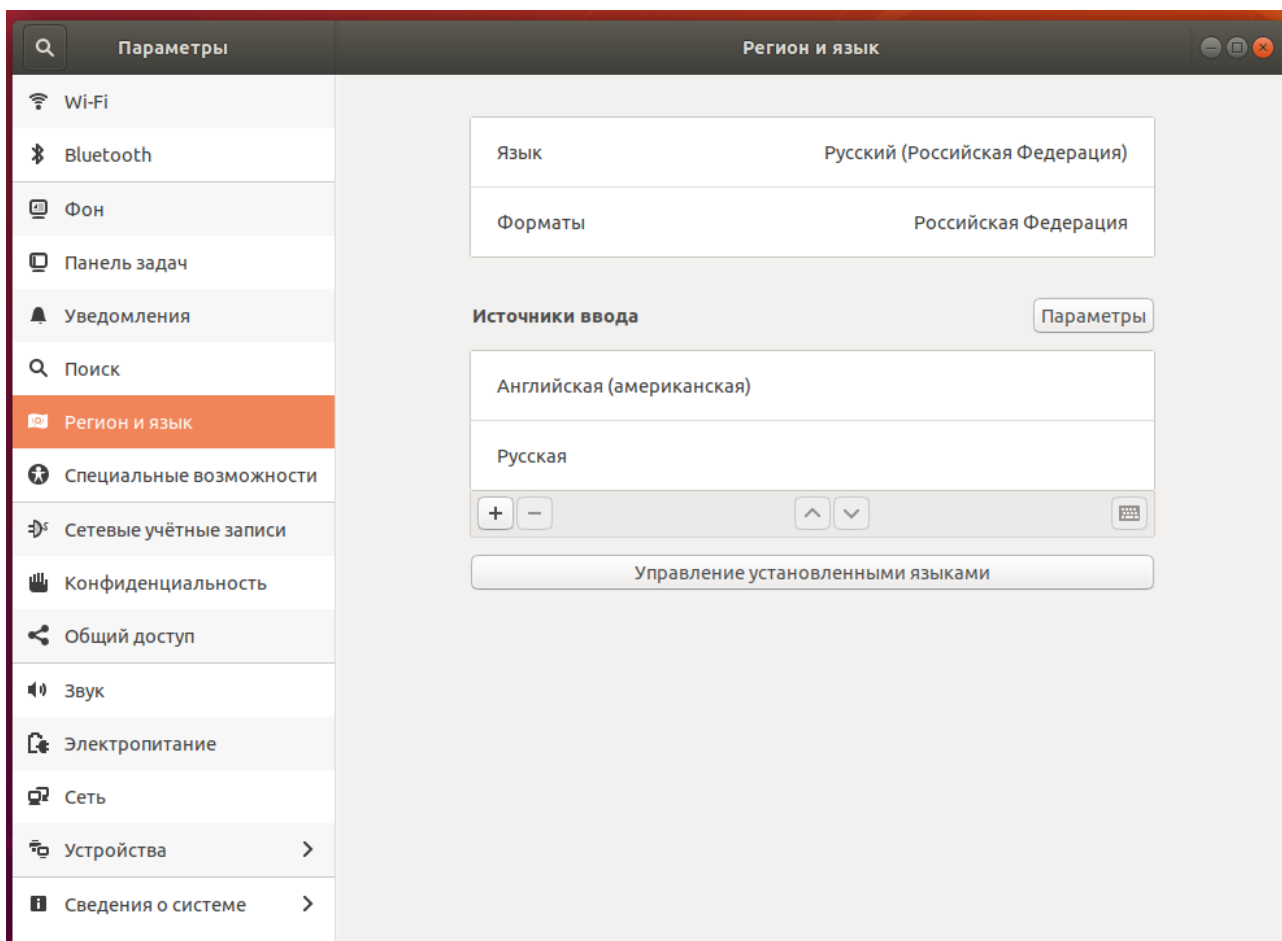 Параметры
Регион и язык
Wi-Fi
Bluetooth
Фон
Панель задач
Уведомления
Поиск
Регион и язык
Специальные возможности
Сетевые учётные записи
Конфиденциальность
Общий доступ
Звук
Электропитание
Сеть
Устройства
Сведения о системе
Язык Русский (Российская Федерация)
Форматы Российская Федерация
Источники ввода Параметры
Английская (американская)
Русская
Управление установленными языками